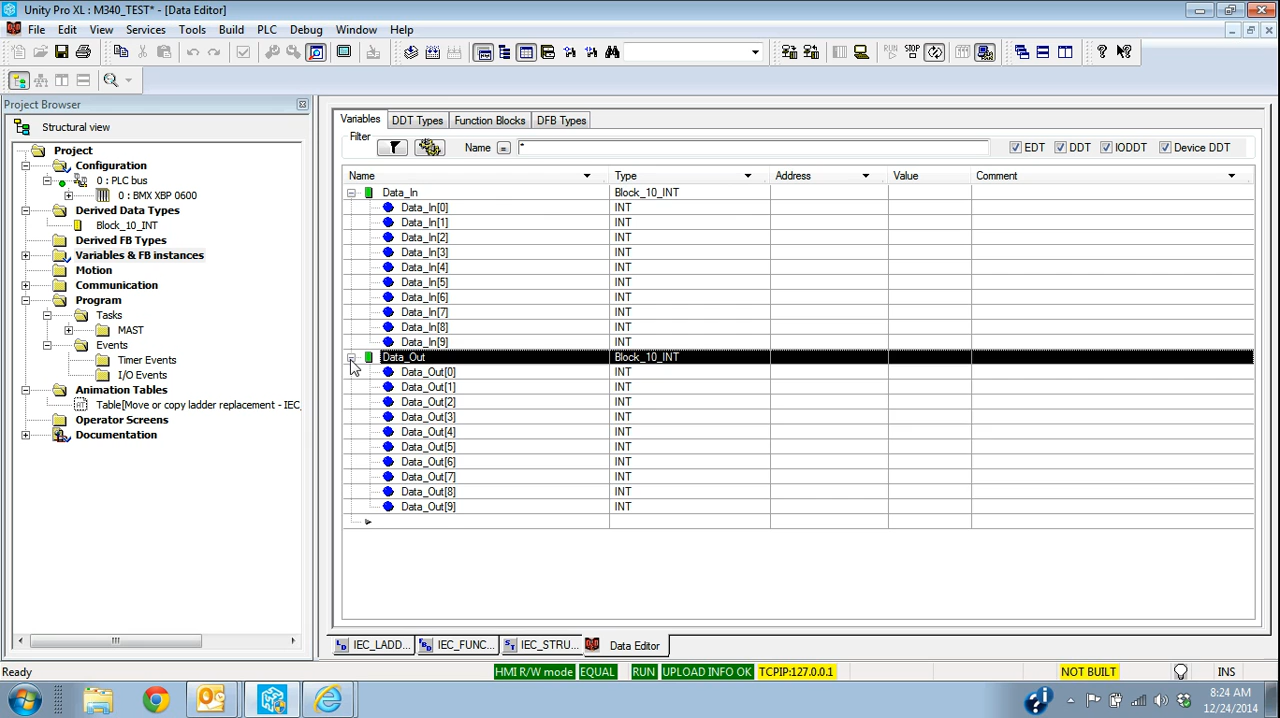 Unity Pro XL : M340_TEST* - [Data Editor]
File Edit View Services Tools Build PLC Debug Window Help
RUN STOP
Project Browser
Structural view
Project
Configuration
0 : PLC bus
0 : BMX XBP 0600
Derived Data Types
Block_10_INT
Derived FB Types
Variables & FB instances
Motion
Communication
Program
Tasks
MAST
Events
Timer Events
I/O Events
Animation Tables
Table[Move or copy ladder replacement - IEC_
Operator Screens
Documentation
Variables DDT Types Function Blocks DFB Types
Filter
Name = * EDT DDT IODDT Device DDT
Name Type Address Value Comment
Data_In Block_10_INT
Data_In[0] INT
Data_In[1] INT
Data_In[2] INT
Data_In[3] INT
Data_In[4] INT
Data_In[5] INT
Data_In[6] INT
Data_In[7] INT
Data_In[8] INT
Data_In[9] INT
Data_Out Block_10_INT
Data_Out[0] INT
Data_Out[1] INT
Data_Out[2] INT
Data_Out[3] INT
Data_Out[4] INT
Data_Out[5] INT
Data_Out[6] INT
Data_Out[7] INT
Data_Out[8] INT
Data_Out[9] INT
IEC_LADD... IEC_FUNC... IEC_STRU... Data Editor
Ready HMI R/W mode EQUAL RUN UPLOAD INFO OK TCPIP:127.0.0.1 NOT BUILT INS
8:24 AM
12/24/2014